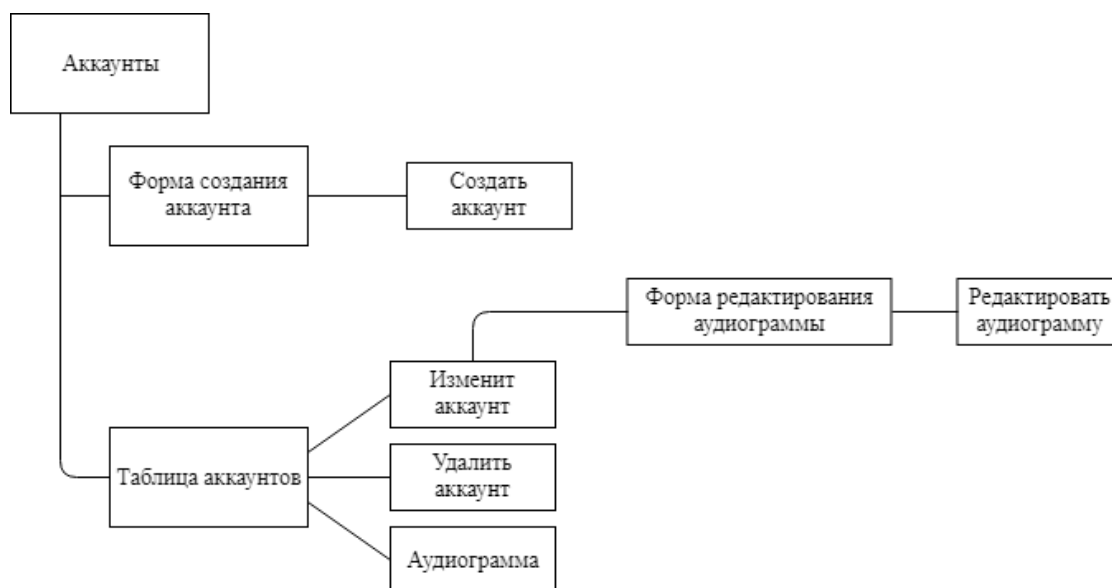 Аккаунты
Форма создания
аккаунта
Создать
аккаунт
Форма редактирования
аудиограммы
Редактировать
аудиограмму
Изменит
аккаунт
Таблица аккаунтов
Удалить
аккаунт
Аудиограмма